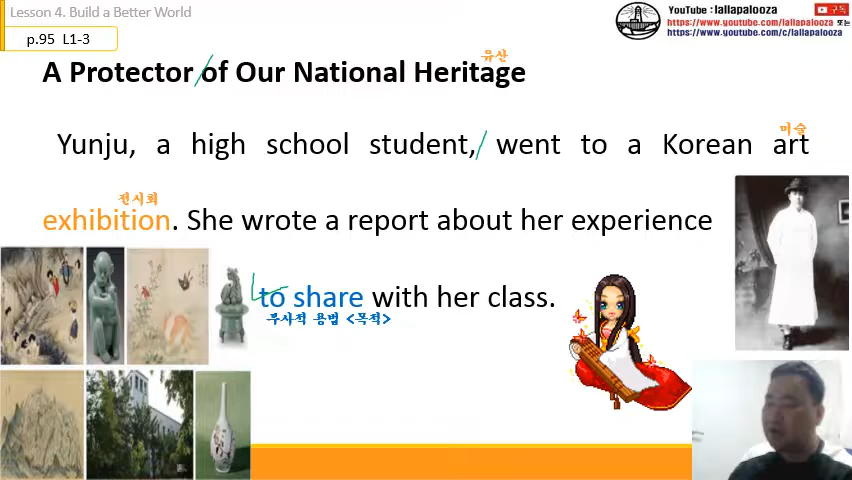 Lesson 4. Build a Better World
p.95 L1-3
YouTube : lallapalooza
구독
https://www.youtube.com/lallapalooza 또는
https://www.youtube.com/c/lallapalooza
유산
A Protector of Our National Heritage
미술
Yunju, a high school student, went to a Korean art
전시회
exhibition. She wrote a report about her experience
to share with her class.
부사적 용법 <목적>